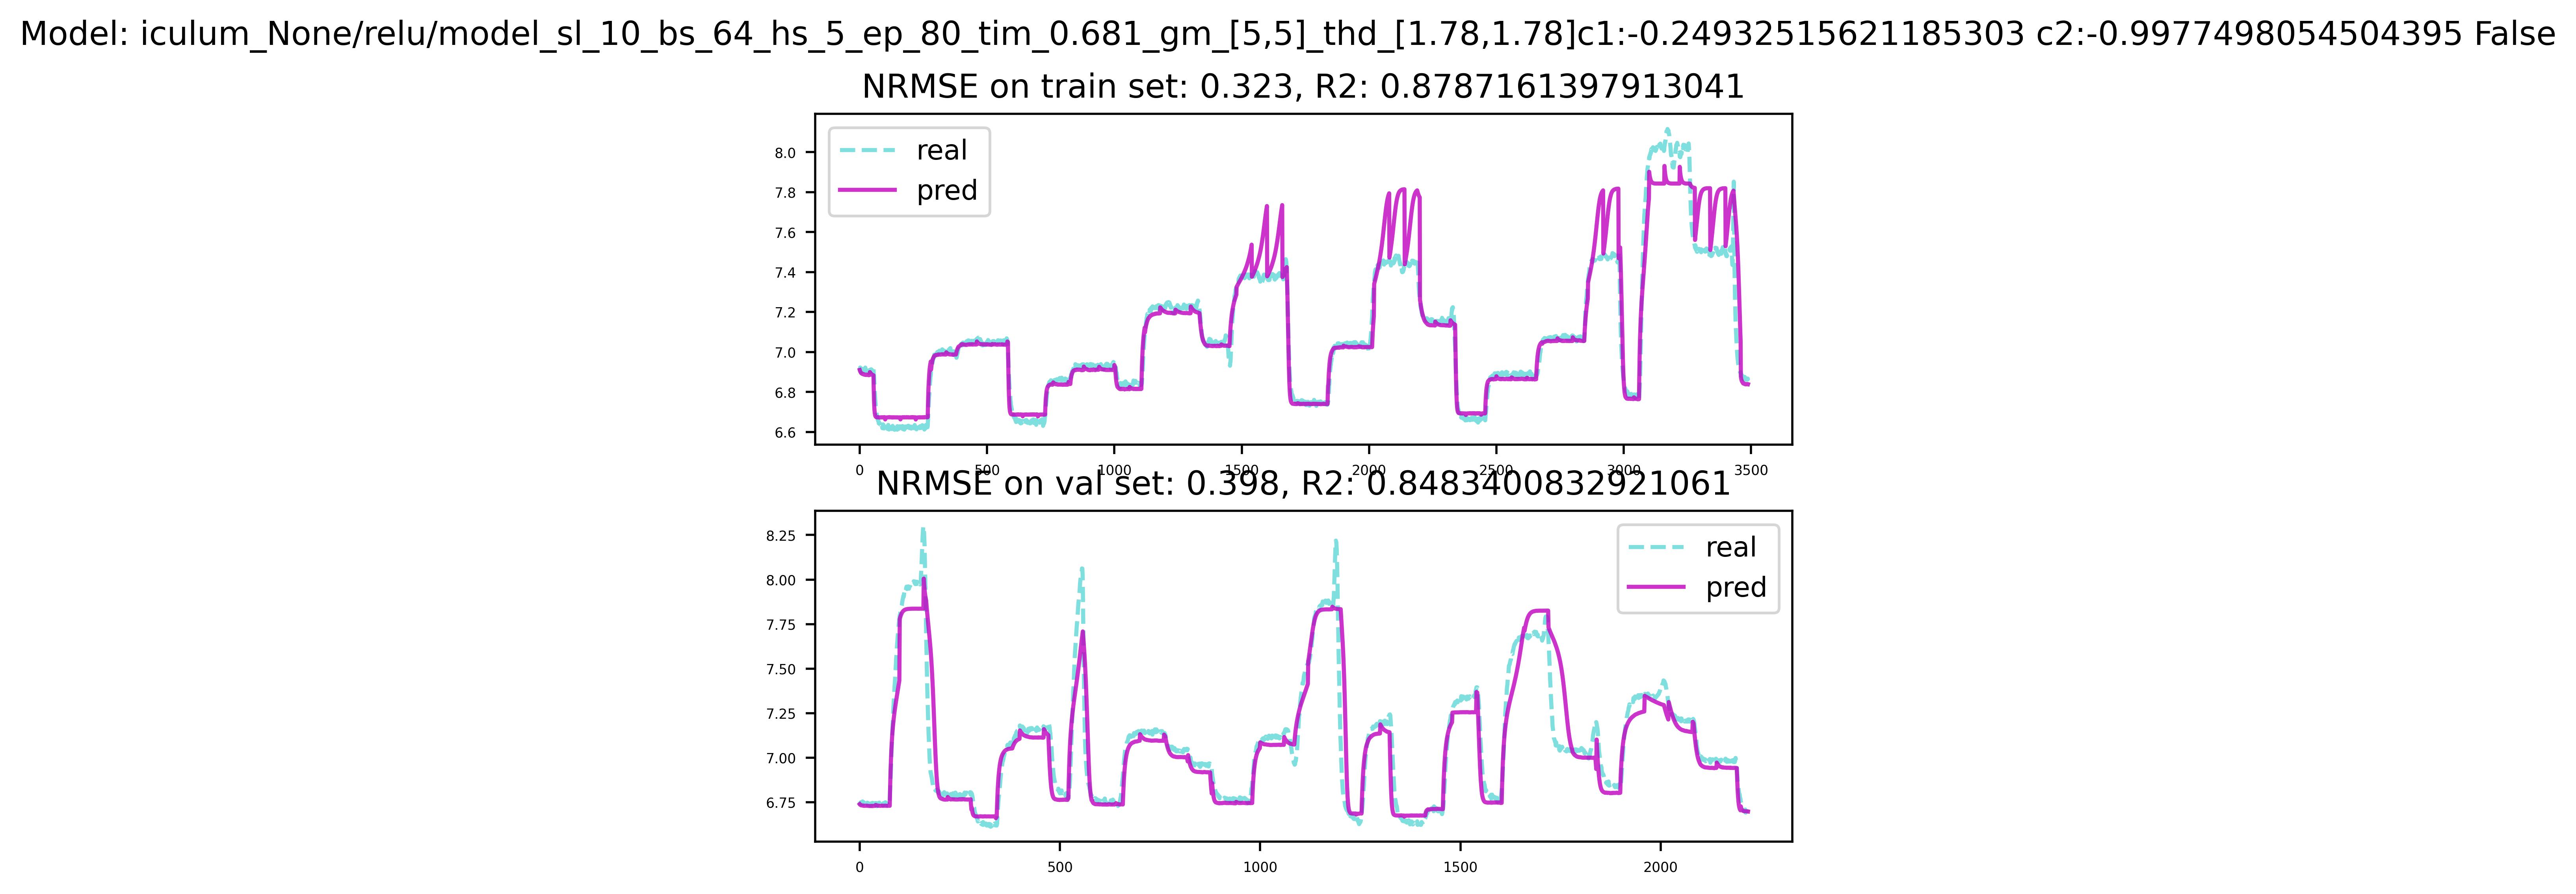 Model: iculum_None/relu/model_sl_10_bs_64_hs_5_ep_80_tim_0.681_gm_[5,5]_thd_[1.78,1.78]c1:-0.24932515621185303 c2:-0.9977498054504395 False
NRMSE on train set: 0.323, R2: 0.8787161397913041
real
pred
8.0
7.8
7.6
7.4
7.2
7.0
6.8
6.6
0 500 1000 1500 2000 2500 3000 3500
NRMSE on val set: 0.398, R2: 0.8483400832921061
real
pred
8.25
8.00
7.75
7.50
7.25
7.00
6.75
0 500 1000 1500 2000